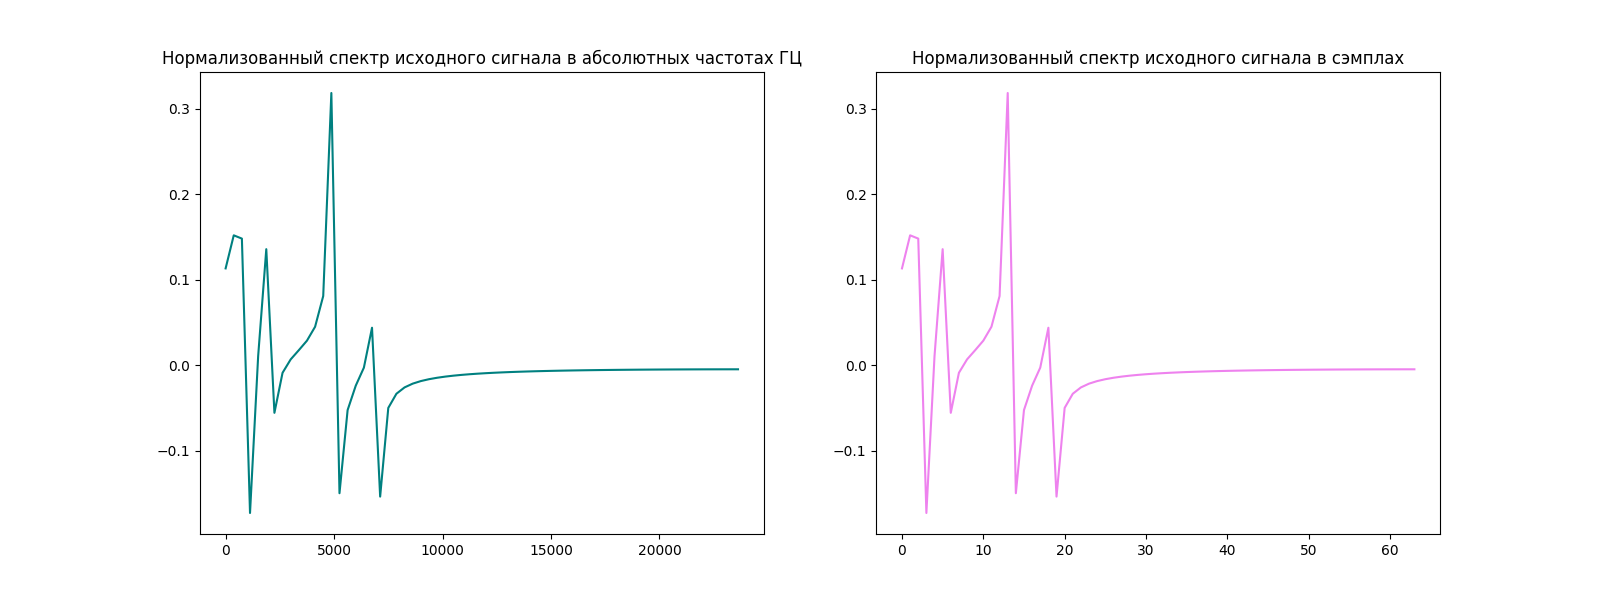 Нормализованный спектр исходного сигнала в абсолютных частотах ГЦ
0.3
0.2
0.1
0.0
−0.1
0 5000 10000 15000 20000
Нормализованный спектр исходного сигнала в сэмплах
0.3
0.2
0.1
0.0
−0.1
0 10 20 30 40 50 60